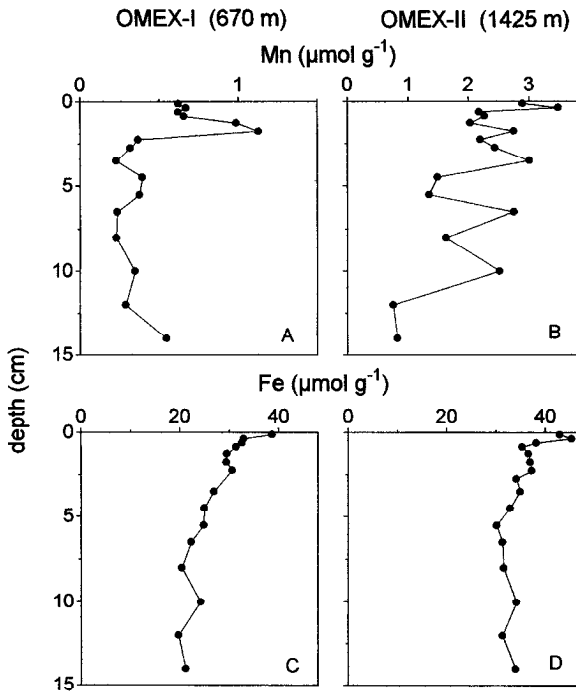 OMEX-I (670 m) OMEX-II (1425 m)
Mn (µmol g-1)
0 1 0 1 2 3
0
5
10
15
A
B
depth (cm)
Fe (µmol g-1)
0 20 40 0 20 40
0
5
10
15
C
D